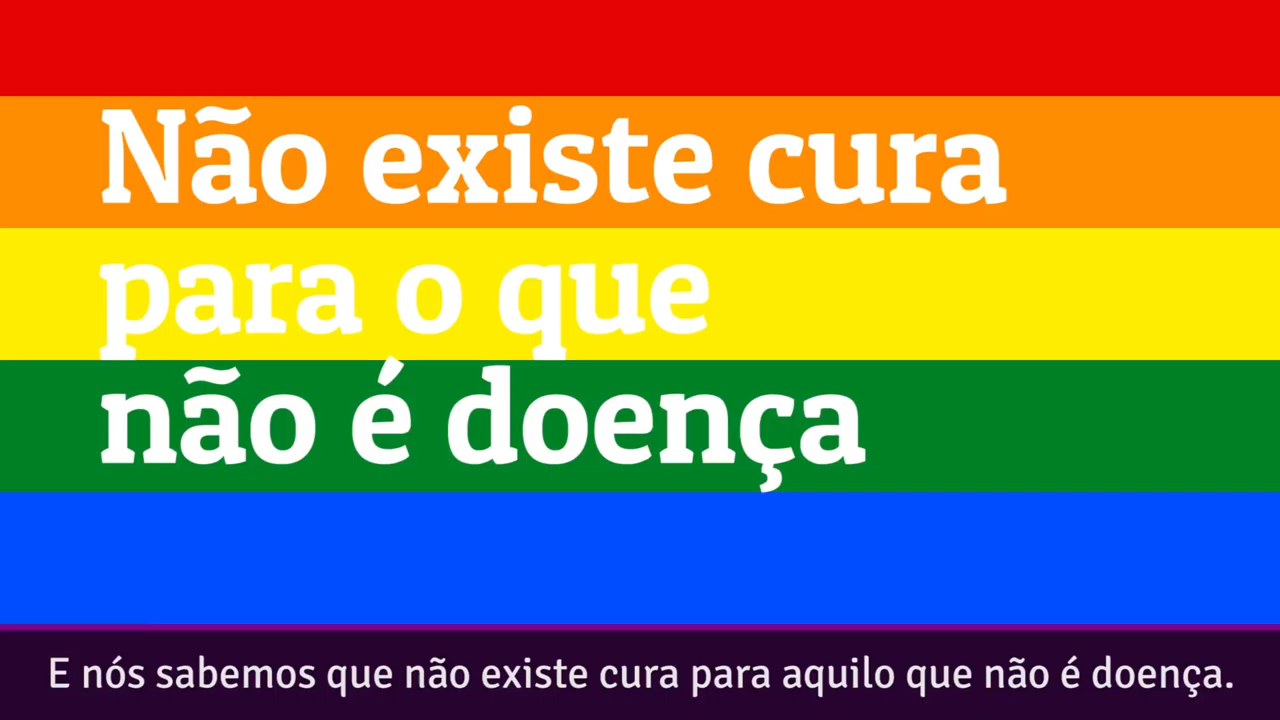 Não existe cura
para o que
não é doença
E nós sabemos que não existe cura para aquilo que não é doença.